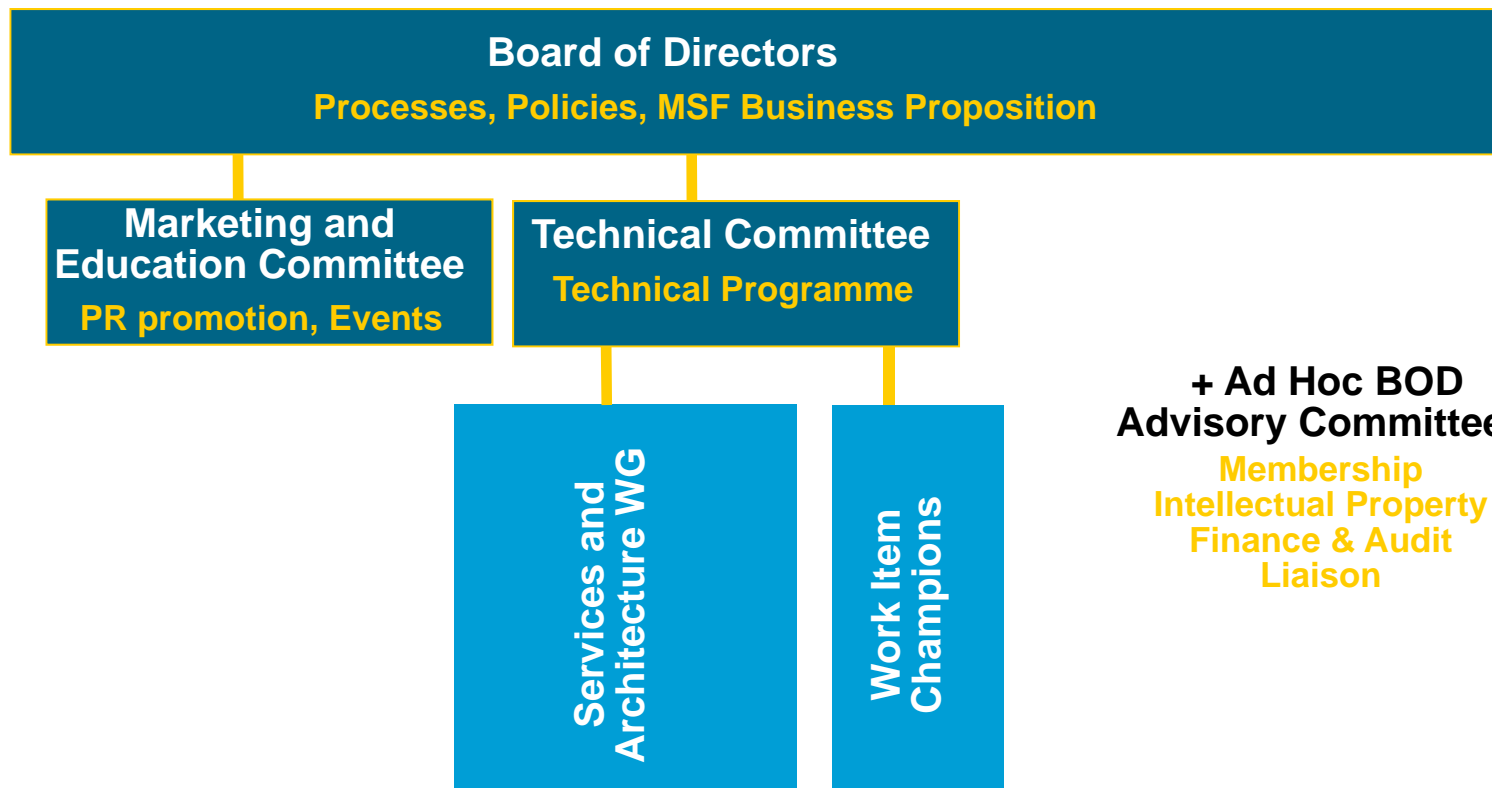 Board of Directors
Processes, Policies, MSF Business Proposition
Marketing and
Education Committee
PR promotion, Events
Technical Committee
Technical Programme
Services and
Architecture WG
Work Item
Champions
+ Ad Hoc BOD
Advisory Committee
Membership
Intellectual Property
Finance & Audit
Liaison